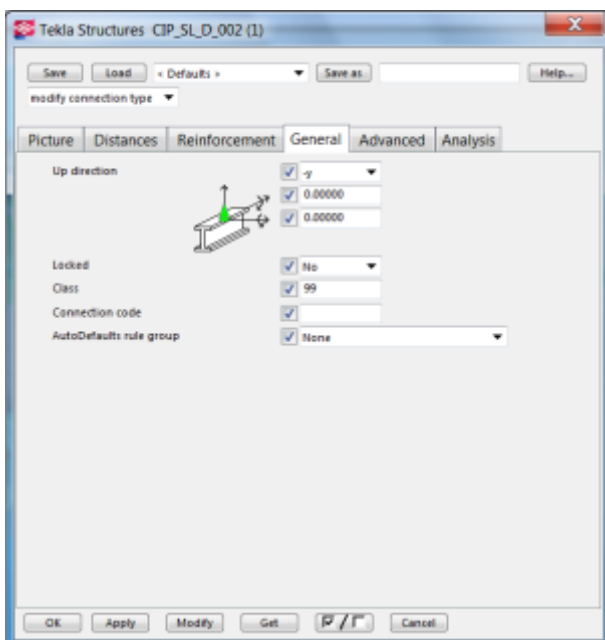 Tekla Structures CIP_SL_D_002 (1)
Save Load < Defaults > Save as Help...
modify connection type
Picture Distances Reinforcement General Advanced Analysis
Up direction -y
0.00000
0.00000
Locked No
Class 99
Connection code
AutoDefaults rule group None
OK Apply Modify Get / Cancel